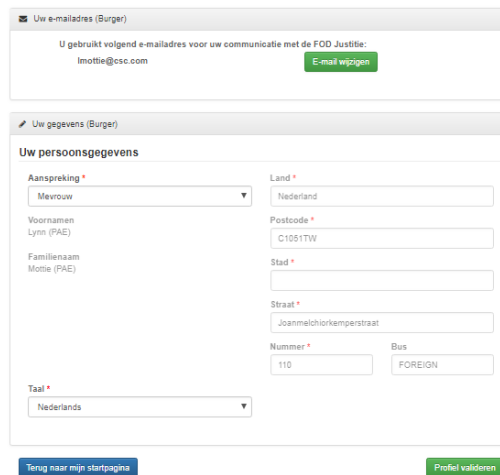 Uw e-mailadres (Burger)
U gebruikt volgend e-mailadres voor uw communicatie met de FOD Justitie:
lmottie@csc.com
E-mail wijzigen
Uw gegevens (Burger)
Uw persoonsgegevens
Aanspreking *
Mevrouw
Voornamen
Lynn (PAE)
Familienaam
Mottie (PAE)
Land *
Nederland
Postcode *
C1051TW
Stad *
Straat *
Joanmelchiorkemperstraat
Nummer *
Bus
110
FOREIGN
Taal *
Nederlands
Terug naar mijn startpagina
Profiel valideren